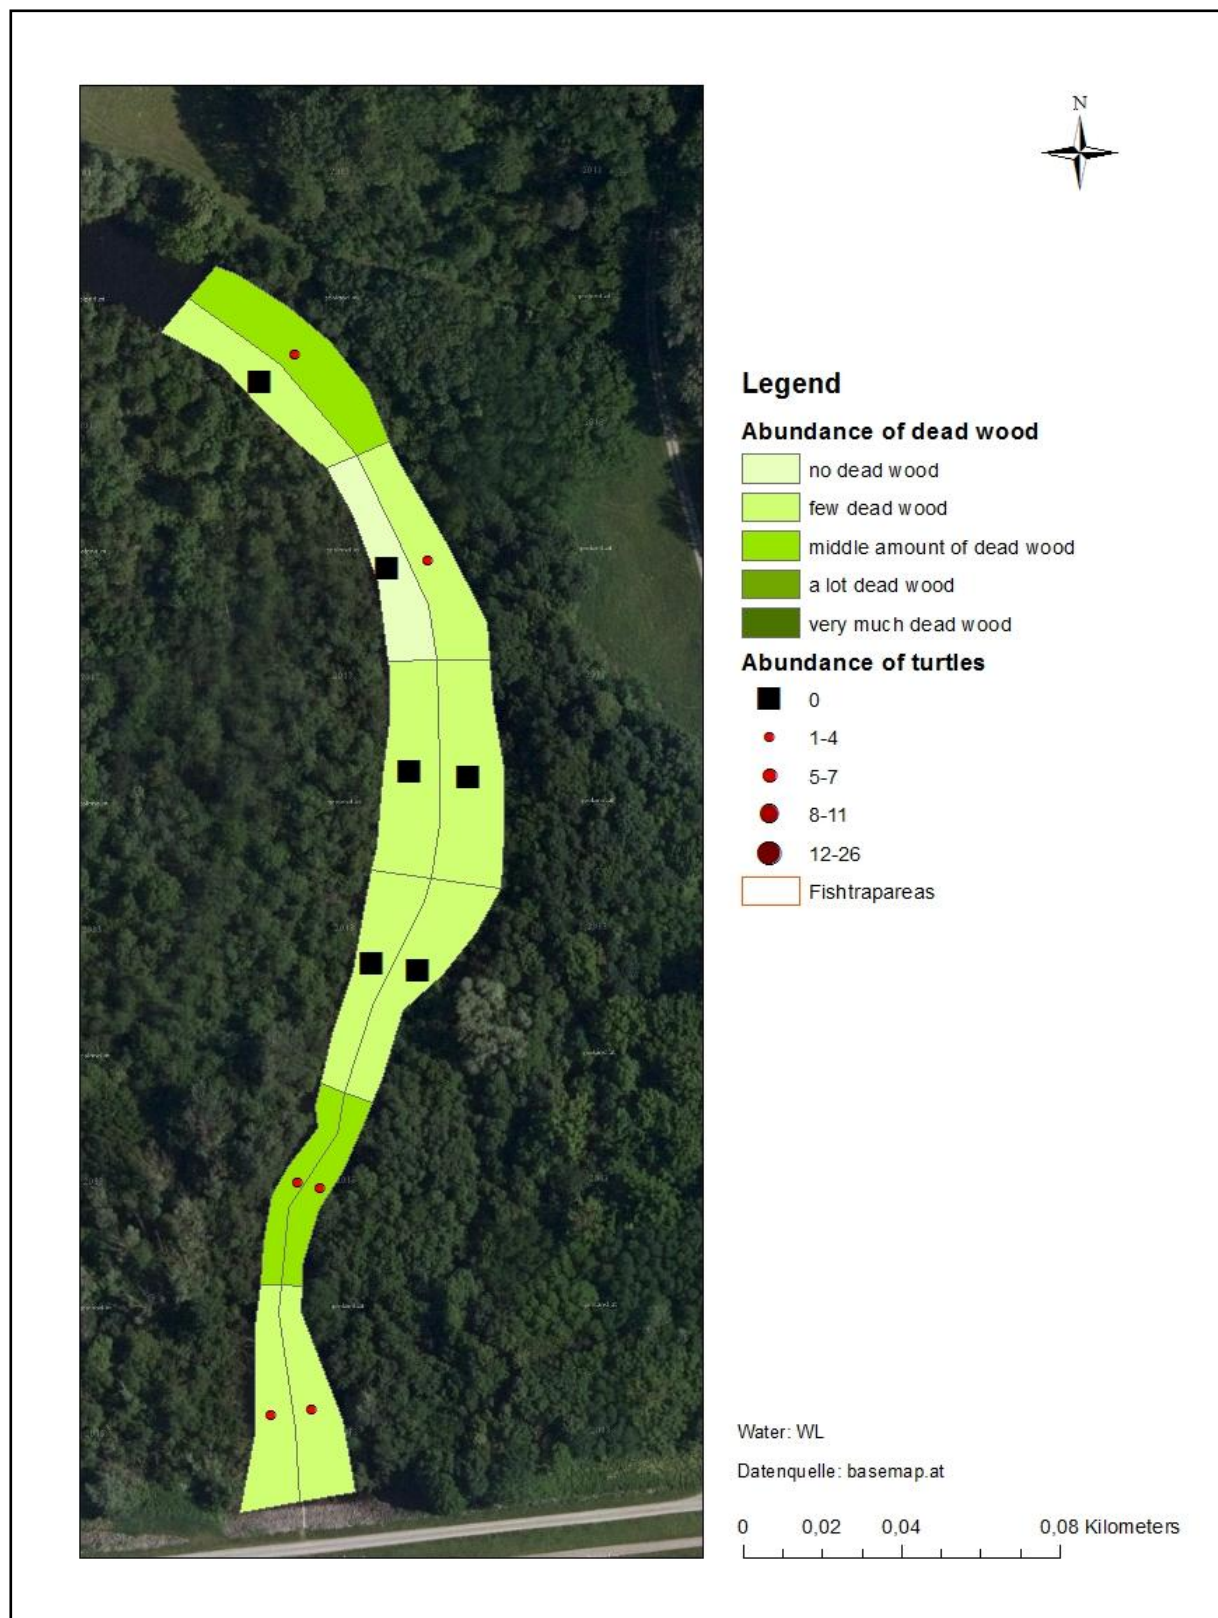 N
Legend
Abundance of dead wood
no dead wood
few dead wood
middle amount of dead wood
a lot dead wood
very much dead wood
Abundance of turtles
0
1-4
5-7
8-11
12-26
Fishtrapareas
Water: WL
Datenquelle: basemap.at
0 0,02 0,04 0,08 Kilometers